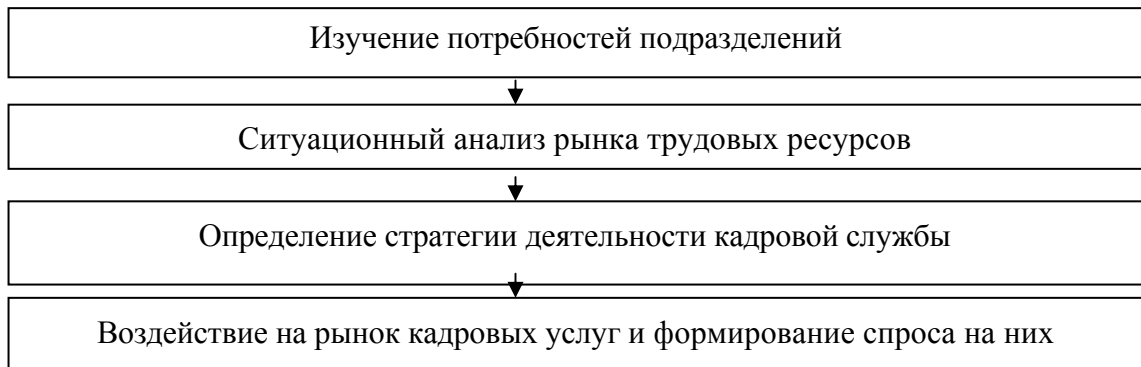 Изучение потребностей подразделений
Ситуационный анализ рынка трудовых ресурсов
Определение стратегии деятельности кадровой службы
Воздействие на рынок кадровых услуг и формирование спроса на них